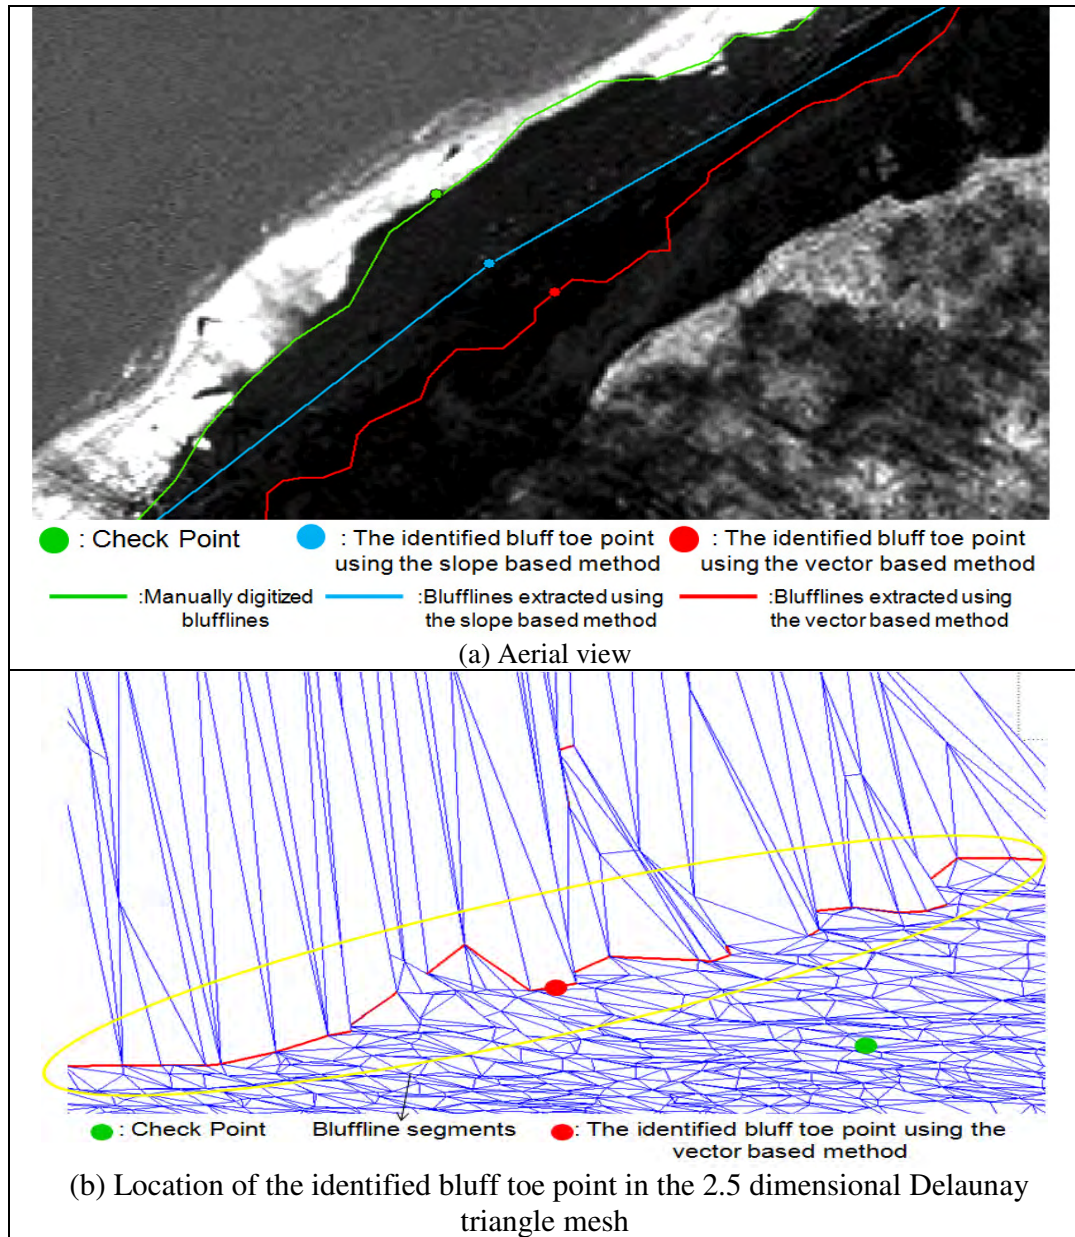 : Check Point
: The identified bluff toe point
using the slope based method
: The identified bluff toe point
using the vector based method
:Manually digitized
blufflines
:Blufflines extracted using
the slope based method
:Blufflines extracted using
the vector based method
(a) Aerial view
: Check Point
Bluffline segments
: The identified bluff toe point using the
vector based method
(b) Location of the identified bluff toe point in the 2.5 dimensional Delaunay
triangle mesh